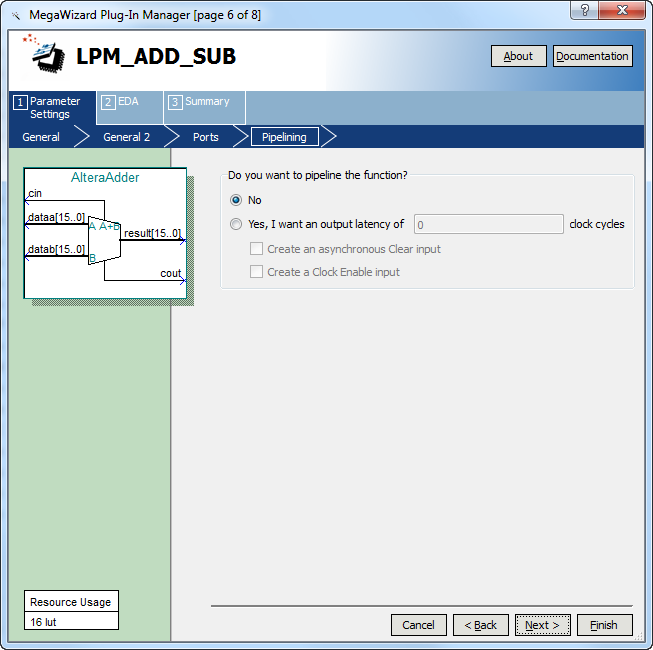 MegaWizard Plug-In Manager [page 6 of 8]
?
LPM_ADD_SUB
About
Documentation
1 Parameter Settings
2 EDA
3 Summary
General
General 2
Ports
Pipelining
AlteraAdder
cin
dataa[15..0]
A A+B
result[15..0]
datab[15..0]
B
cout
Do you want to pipeline the function?
No
Yes, I want an output latency of 0 clock cycles
Create an asynchronous Clear input
Create a Clock Enable input
Resource Usage
16 lut
Cancel
< Back
Next >
Finish